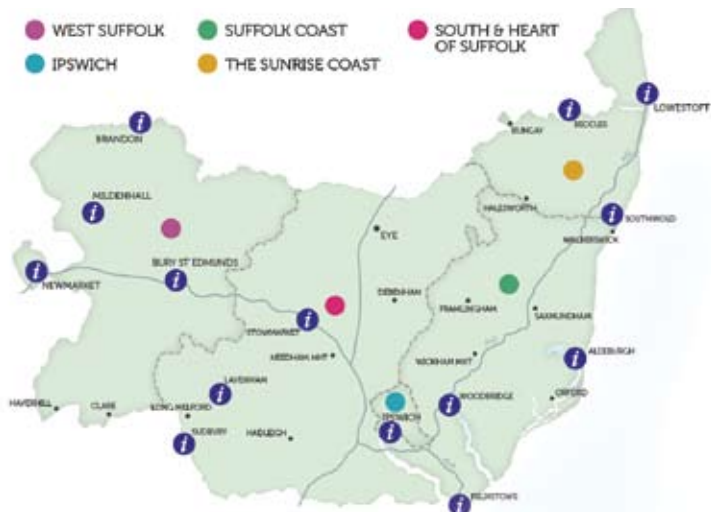 WEST SUFFOLK
SUFFOLK COAST
SOUTH & HEART
OF SUFFOLK
IPSWICH
THE SUNRISE COAST
LOWESTOFT
BECCLES
BUNGAY
BRANDON
MILDENHALL
HALESWORTH
SOUTHWOLD
WALBERSWICK
EYE
BURY ST EDMUNDS
NEWMARKET
DEBENHAM
FRAMLINGHAM
SAXMUNDHAM
STOWMARKET
NEEDHAM MKT
WICKHAM MKT
ALDEBURGH
LAVENHAM
ORFORD
WOODBRIDGE
HAVERHILL
CLARE
LONG MELFORD
IPSWICH
SUDBURY
HADLEIGH
FELIXSTOWE